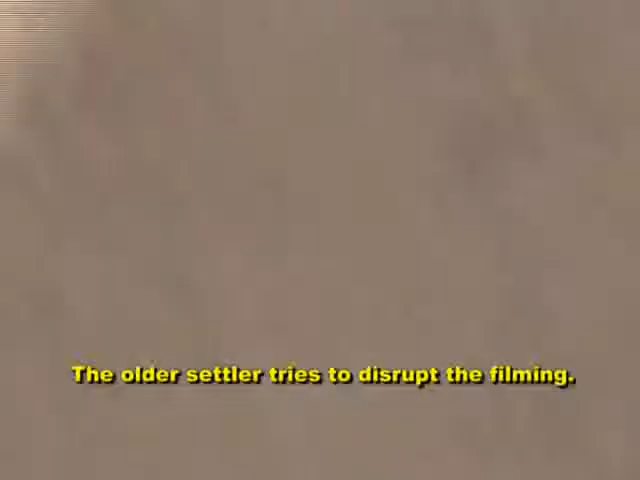 The older settler tries to disrupt the filming.